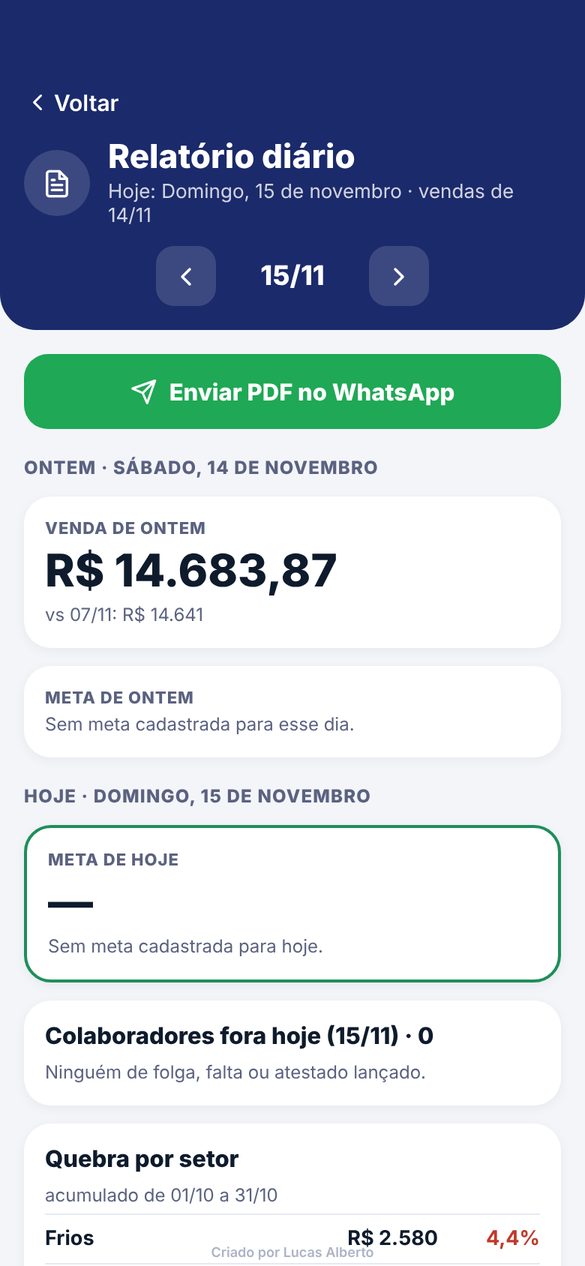 Voltar
Relatório diário
Hoje: Domingo, 15 de novembro · vendas de
14/11
15/11
Enviar PDF no WhatsApp
ONTEM · SÁBADO, 14 DE NOVEMBRO
VENDA DE ONTEM
R$ 14.683,87
vs 07/11: R$ 14.641
META DE ONTEM
Sem meta cadastrada para esse dia.
HOJE · DOMINGO, 15 DE NOVEMBRO
META DE HOJE
—
Sem meta cadastrada para hoje.
Colaboradores fora hoje (15/11) · 0
Ninguém de folga, falta ou atestado lançado.
Quebra por setor
acumulado de 01/10 a 31/10
Frios R$ 2.580 4,4%
Criado por Lucas Alberto